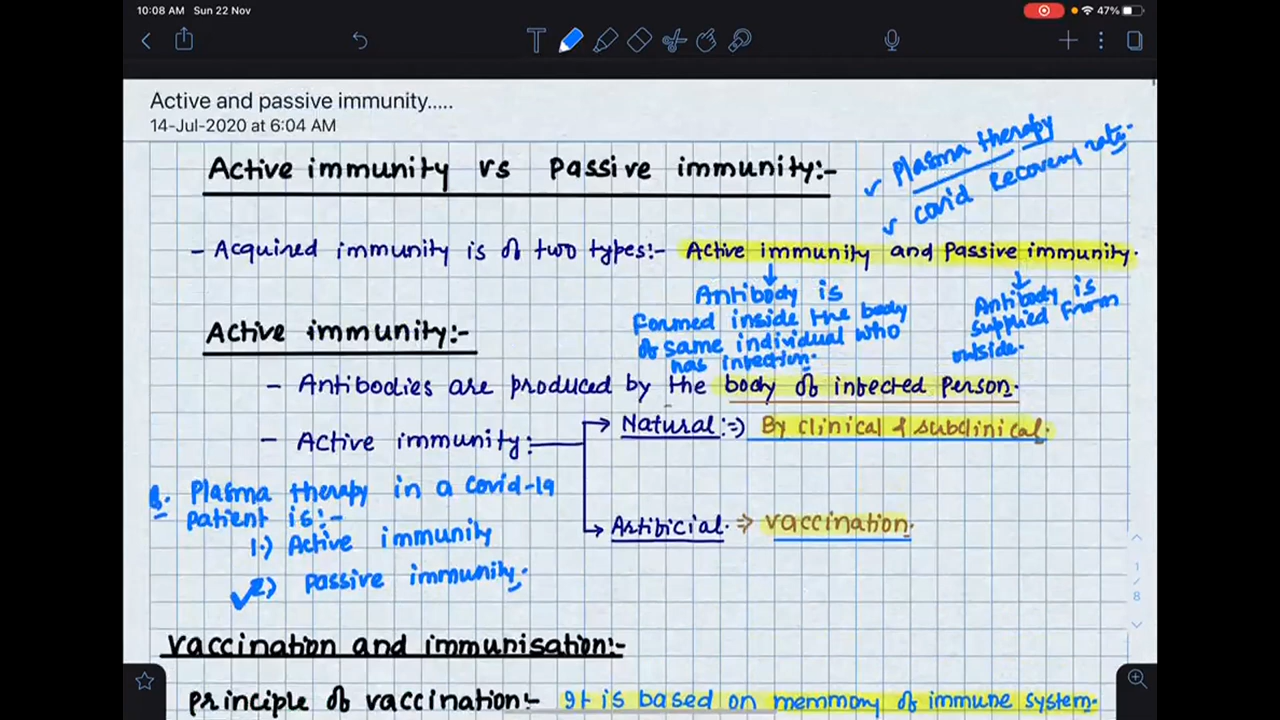 10:08 AM Sun 22 Nov
47%
Active and passive immunity.....
14-Jul-2020 at 6:04 AM
Active immunity vs Passive immunity:-
✓ Plasma therapy
✓ covid recovery rate.
- Acquired immunity is of two types:- Active immunity and Passive immunity.
Antibody is
formed inside the body
of same individual who
has infection.
Antibody is
supplied from
outside.
Active immunity:-
- Antibodies are produced by the body of infected person.
- Active immunity:-
Natural :=) By clinical & subclinical.
Artificial. => vaccination.
Q. Plasma therapy in a covid-19
patient is:-
1.) Active immunity
✓2) passive immunity.
vaccination and immunisation:-
principle of vaccination:- It is based on memmory of immune system.
1/8